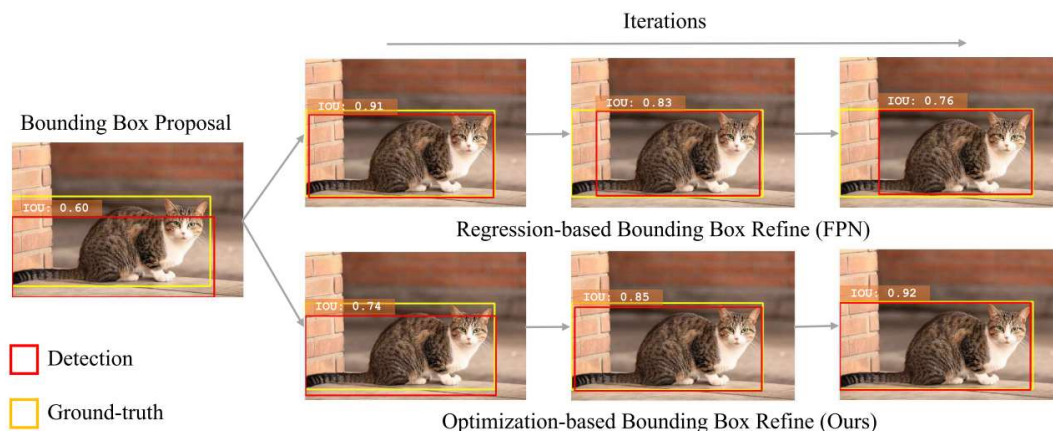 Iterations
IOU: 0.91
IOU: 0.83
IOU: 0.76
Bounding Box Proposal
IOU: 0.60
Regression-based Bounding Box Refine (FPN)
IOU: 0.74
IOU: 0.85
IOU: 0.92
Detection
Ground-truth
Optimization-based Bounding Box Refine (Ours)